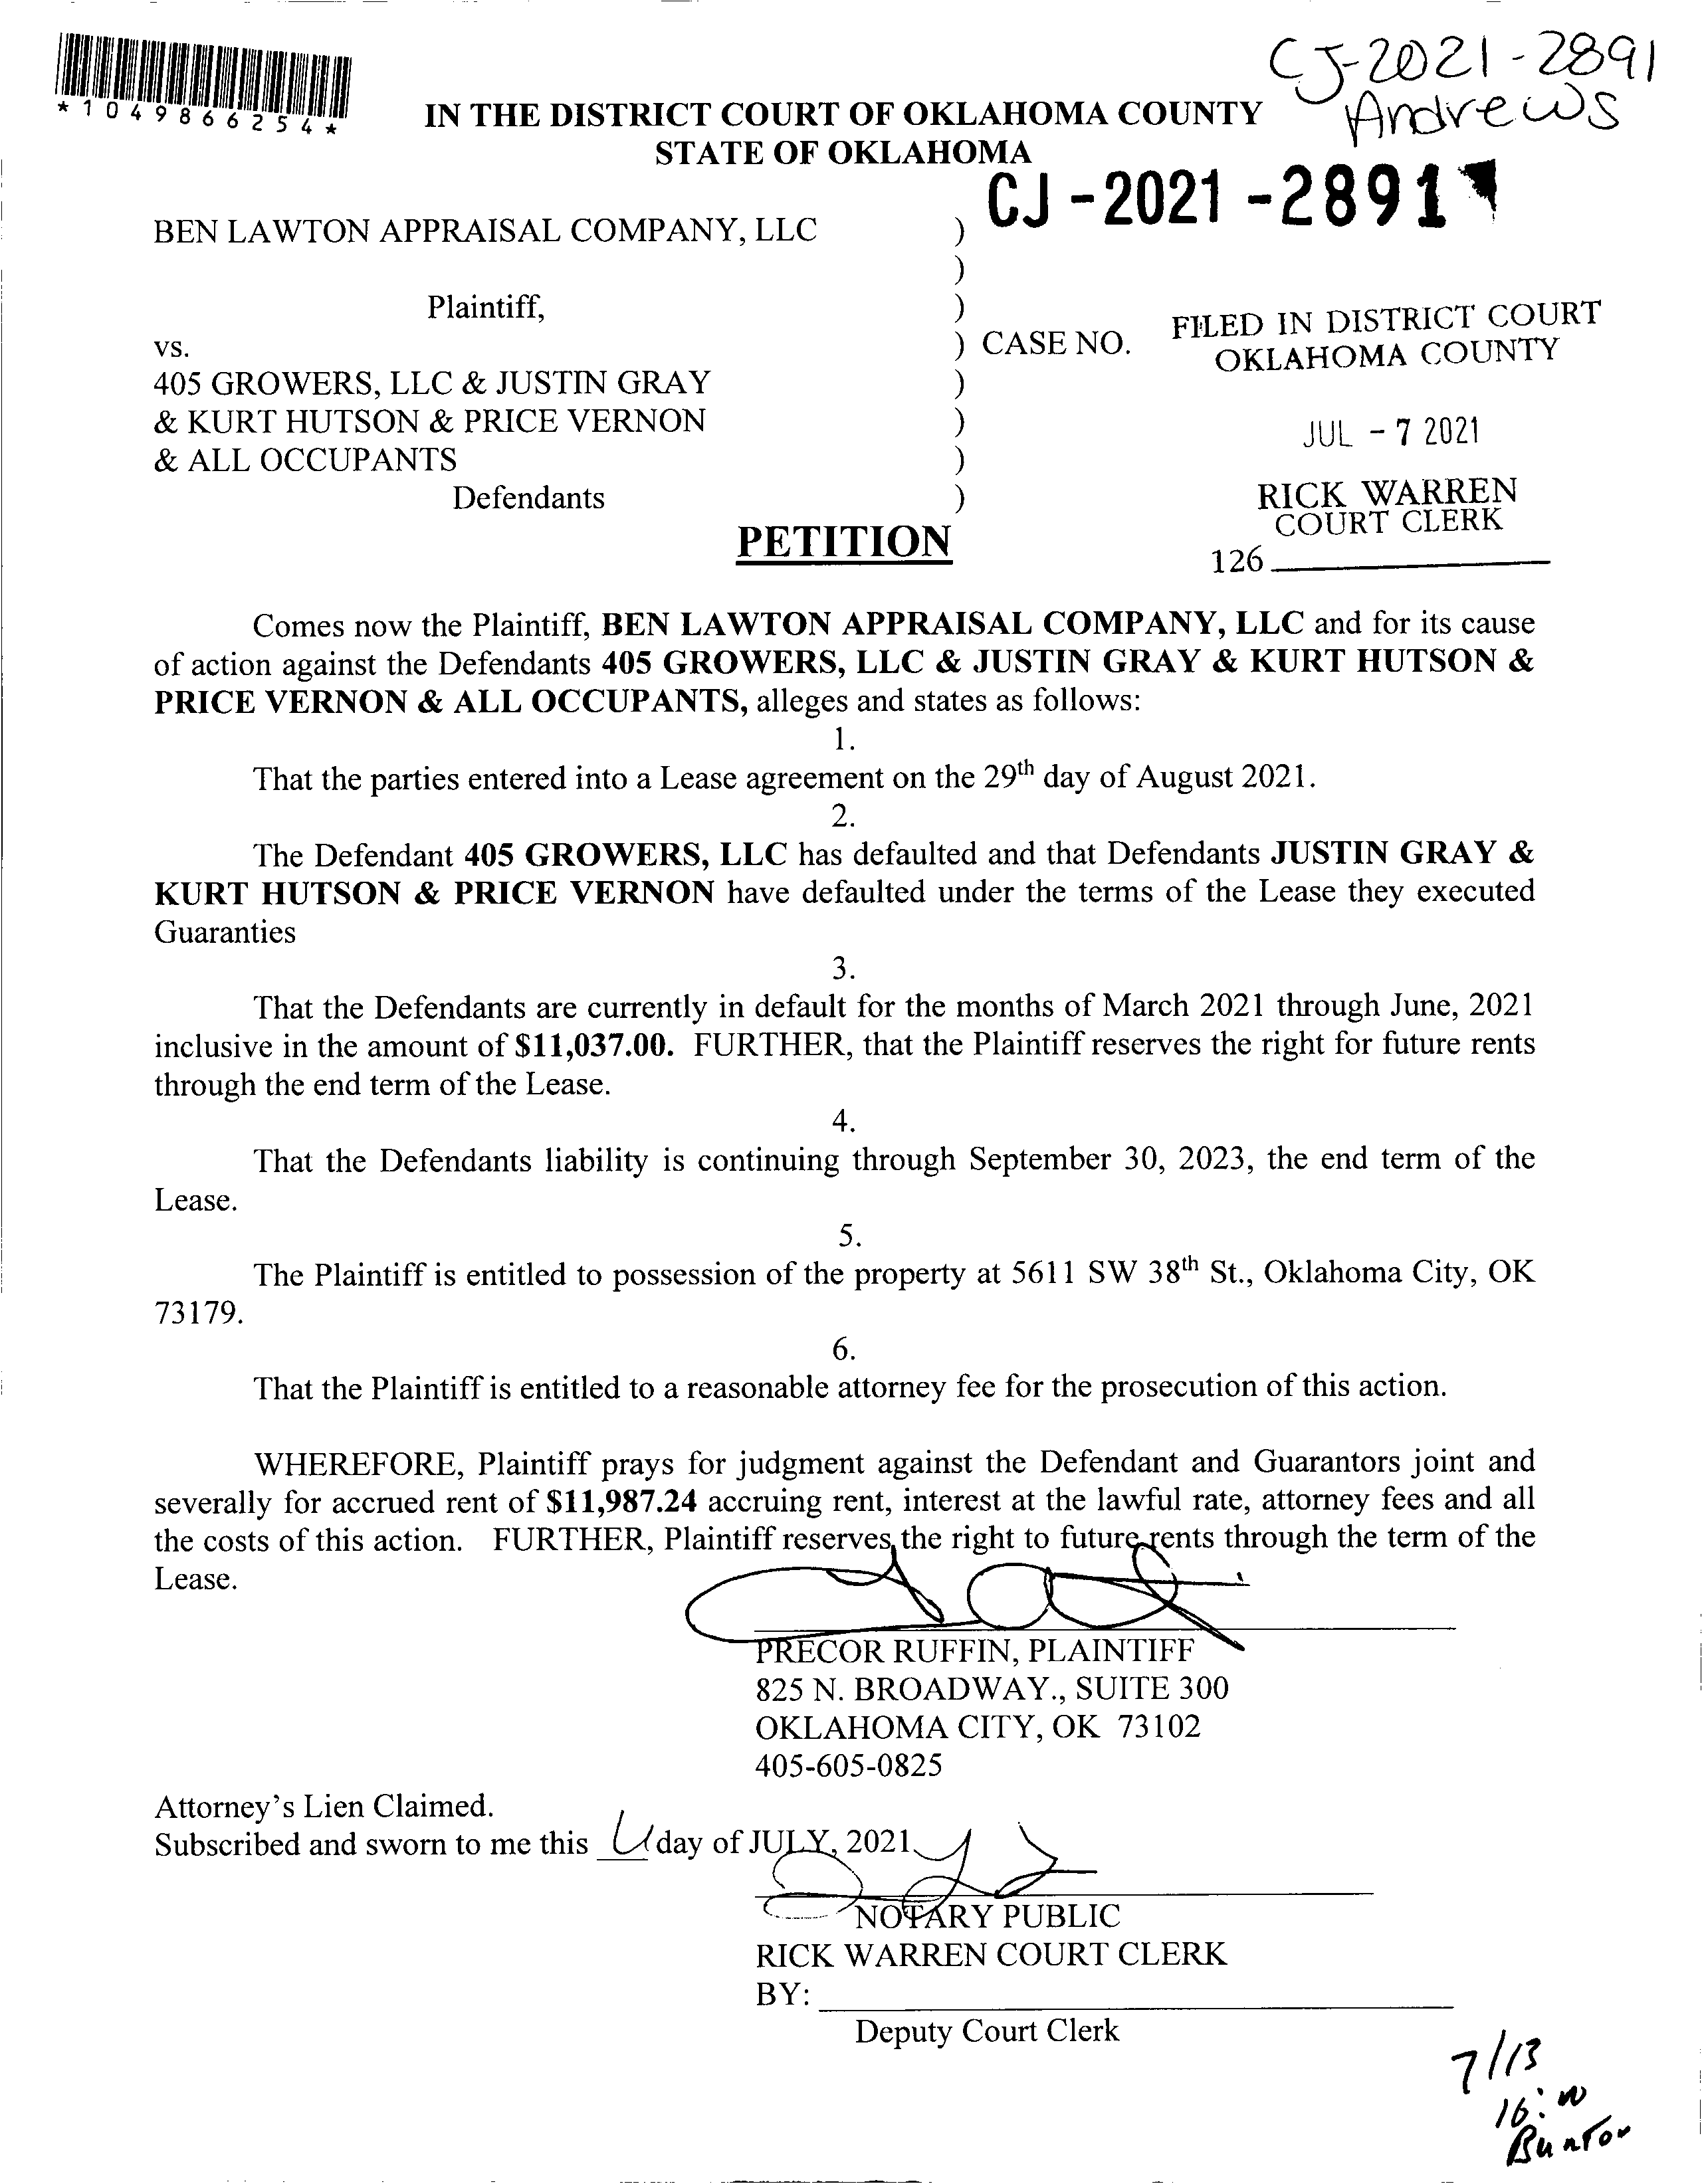 CJ-2021-2891
Andrews
*1049866254*
IN THE DISTRICT COURT OF OKLAHOMA COUNTY
STATE OF OKLAHOMA
CJ-2021-2891
BEN LAWTON APPRAISAL COMPANY, LLC )
)
Plaintiff, )
vs. ) CASE NO.
405 GROWERS, LLC & JUSTIN GRAY )
& KURT HUTSON & PRICE VERNON )
& ALL OCCUPANTS )
Defendants )
FILED IN DISTRICT COURT
OKLAHOMA COUNTY
JUL - 7 2021
RICK WARREN
COURT CLERK
126
PETITION
Comes now the Plaintiff, BEN LAWTON APPRAISAL COMPANY, LLC and for its cause
of action against the Defendants 405 GROWERS, LLC & JUSTIN GRAY & KURT HUTSON &
PRICE VERNON & ALL OCCUPANTS, alleges and states as follows:
1.
That the parties entered into a Lease agreement on the 29th day of August 2021.
2.
The Defendant 405 GROWERS, LLC has defaulted and that Defendants JUSTIN GRAY &
KURT HUTSON & PRICE VERNON have defaulted under the terms of the Lease they executed
Guaranties
3.
That the Defendants are currently in default for the months of March 2021 through June, 2021
inclusive in the amount of $11,037.00. FURTHER, that the Plaintiff reserves the right for future rents
through the end term of the Lease.
4.
That the Defendants liability is continuing through September 30, 2023, the end term of the
Lease.
5.
The Plaintiff is entitled to possession of the property at 5611 SW 38th St., Oklahoma City, OK
73179.
6.
That the Plaintiff is entitled to a reasonable attorney fee for the prosecution of this action.
WHEREFORE, Plaintiff prays for judgment against the Defendant and Guarantors joint and
severally for accrued rent of $11,987.24 accruing rent, interest at the lawful rate, attorney fees and all
the costs of this action. FURTHER, Plaintiff reserves the right to future rents through the term of the
Lease.
PRECOR RUFFIN, PLAINTIFF
825 N. BROADWAY., SUITE 300
OKLAHOMA CITY, OK 73102
405-605-0825
Attorney's Lien Claimed.
Subscribed and sworn to me this day of JULY, 2021.
NOTARY PUBLIC
RICK WARREN COURT CLERK
BY:
Deputy Court Clerk
7/13
Bunton